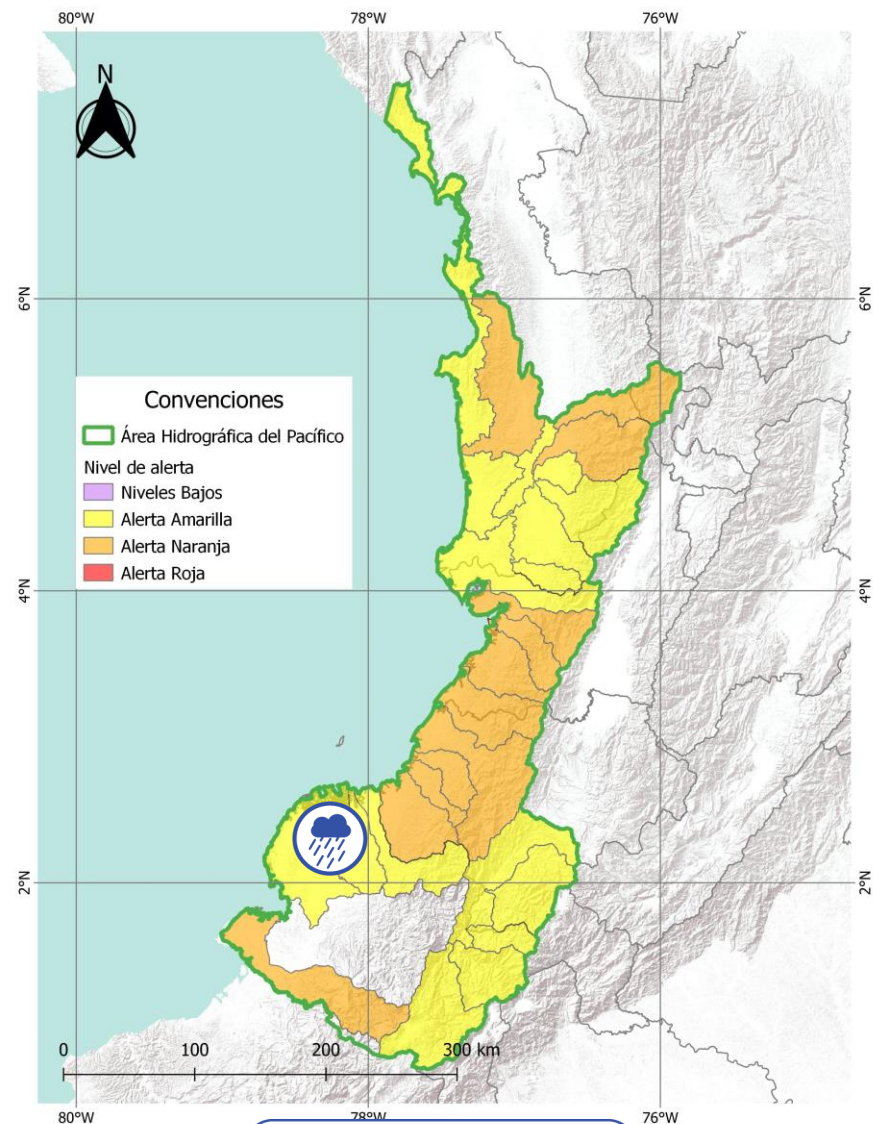 80°W 78°W 76°W
N
6°N 6°N
Convenciones
Área Hidrográfica del Pacífico
Nivel de alerta
Niveles Bajos
Alerta Amarilla
Alerta Naranja
Alerta Roja
4°N 4°N
2°N 2°N
0 100 200 300 km
80°W 78°W 76°W